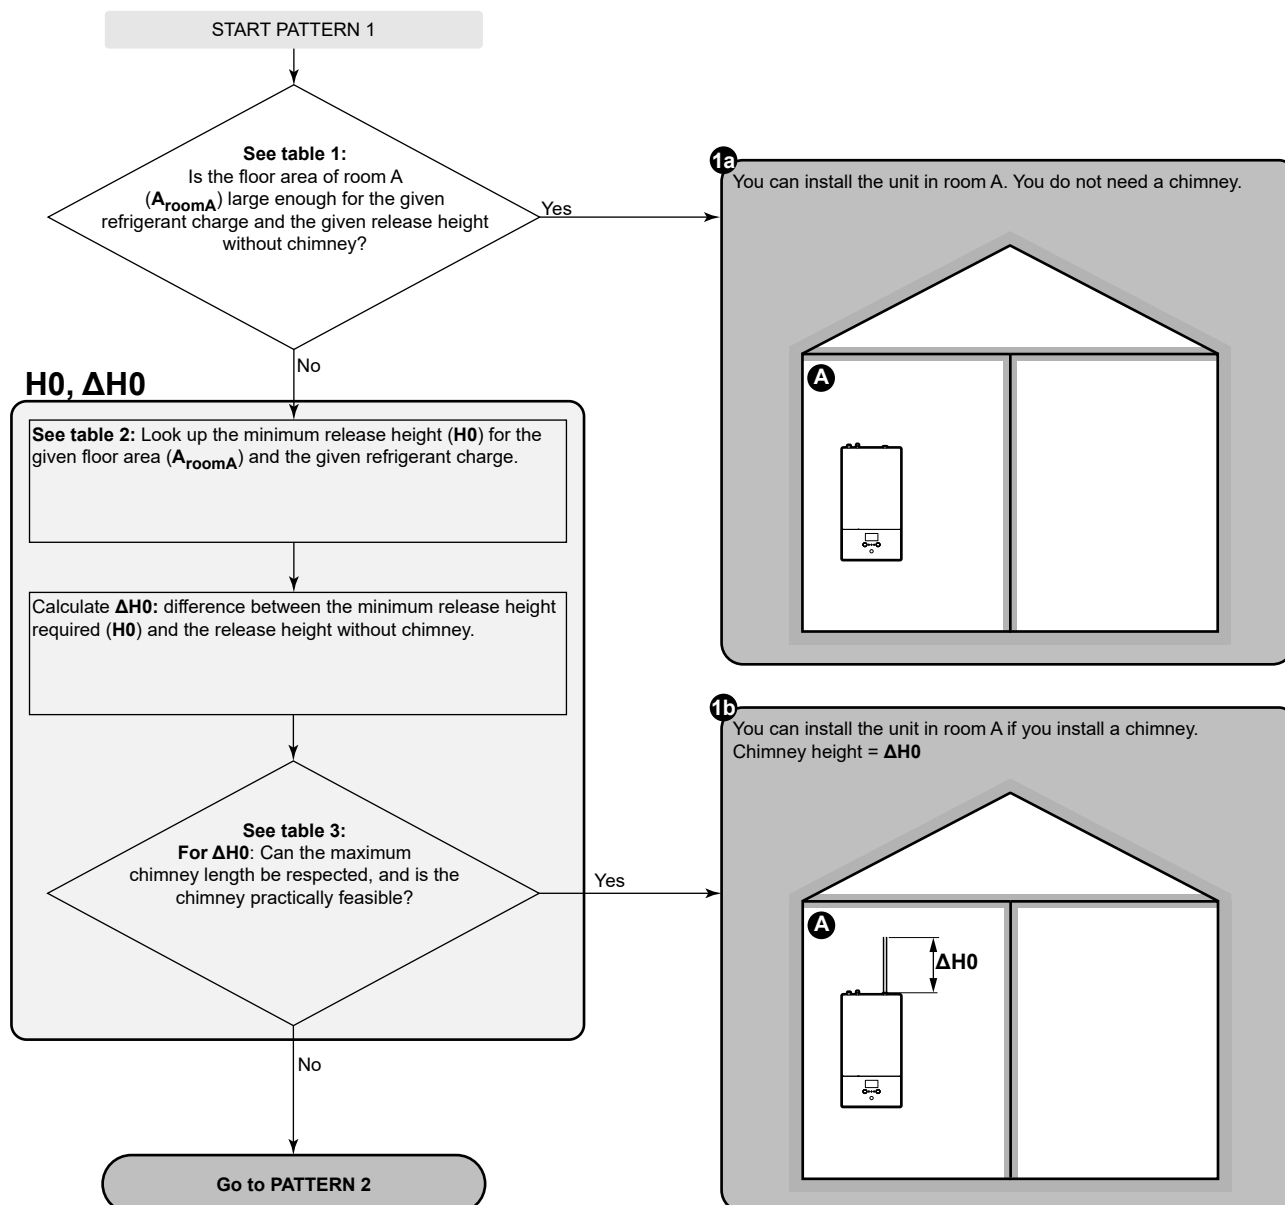 START PATTERN 1
See table 1:
Is the floor area of room A
(AroomA) large enough for the given
refrigerant charge and the given release height
without chimney?
Yes
1a
You can install the unit in room A. You do not need a chimney.
A
No
H0, ΔH0
See table 2: Look up the minimum release height (H0) for the
given floor area (AroomA) and the given refrigerant charge.
Calculate ΔH0: difference between the minimum release height
required (H0) and the release height without chimney.
See table 3:
For ΔH0: Can the maximum
chimney length be respected, and is the
chimney practically feasible?
Yes
1b
You can install the unit in room A if you install a chimney.
Chimney height = ΔH0
A
ΔH0
No
Go to PATTERN 2